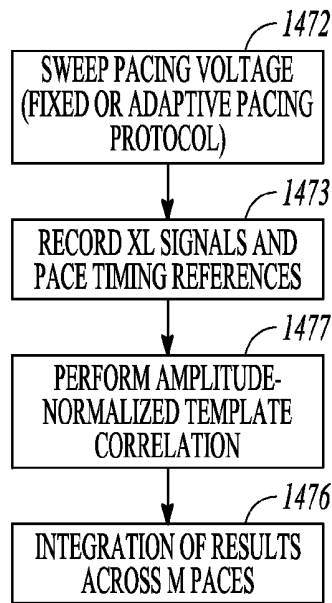 1472
SWEEP PACING VOLTAGE
(FIXED OR ADAPTIVE PACING
PROTOCOL)
1473
RECORD XL SIGNALS AND
PACE TIMING REFERENCES
1477
PERFORM AMPLITUDE-
NORMALIZED TEMPLATE
CORRELATION
1476
INTEGRATION OF RESULTS
ACROSS M PACES